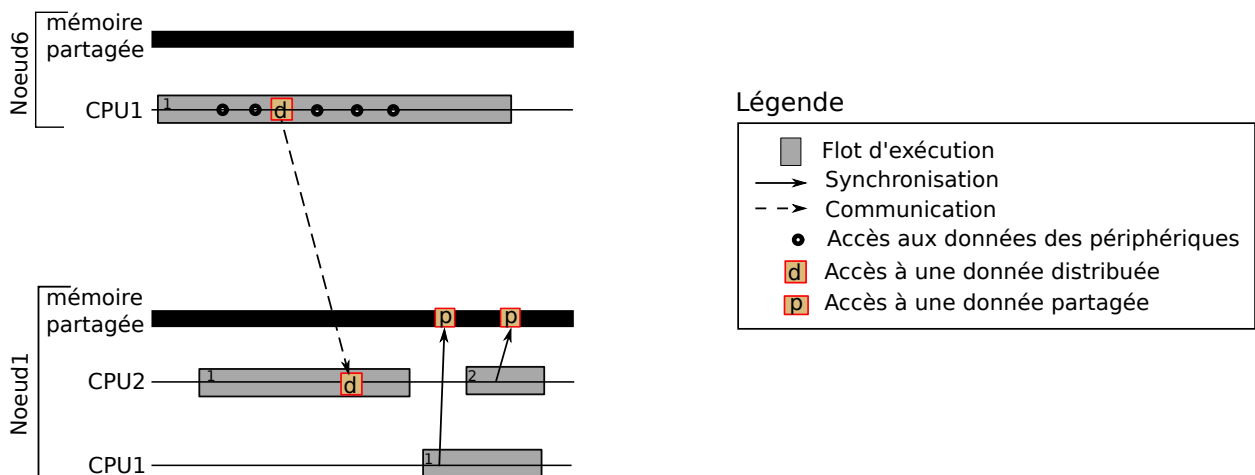 Noeud6
mémoire
partagée
CPU1
1
d
Légende
Flot d'exécution
Synchronisation
Communication
Accès aux données des périphériques
d Accès à une donnée distribuée
p Accès à une donnée partagée
Noeud1
mémoire
partagée
p p
CPU2
1
d
2
CPU1
1